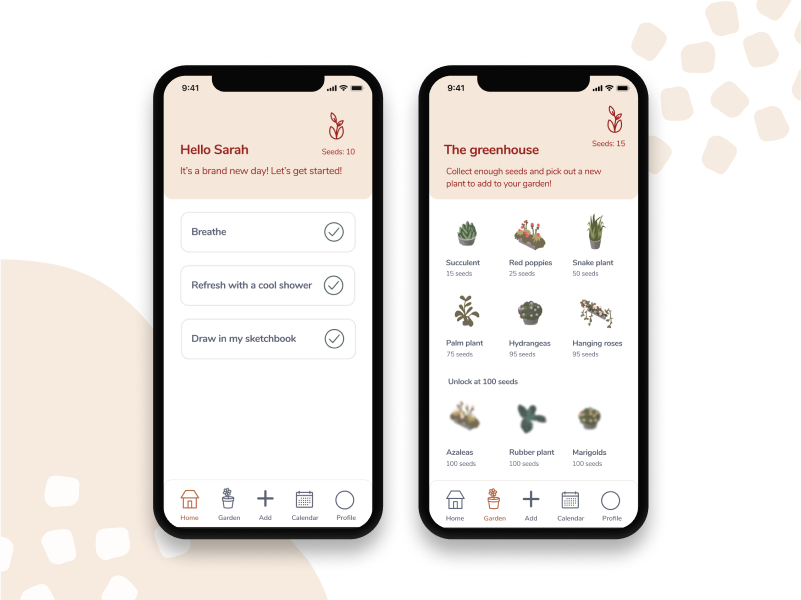 9:41
Seeds: 10
Hello Sarah
It's a brand new day! Let's get started!
Breathe
Refresh with a cool shower
Draw in my sketchbook
Home
Garden
Add
Calendar
Profile
9:41
Seeds: 15
The greenhouse
Collect enough seeds and pick out a new
plant to add to your garden!
Succulent
15 seeds
Red poppies
25 seeds
Snake plant
50 seeds
Palm plant
75 seeds
Hydrangeas
95 seeds
Hanging roses
95 seeds
Unlock at 100 seeds
Azaleas
100 seeds
Rubber plant
100 seeds
Marigolds
100 seeds
Home
Garden
Add
Calendar
Profile